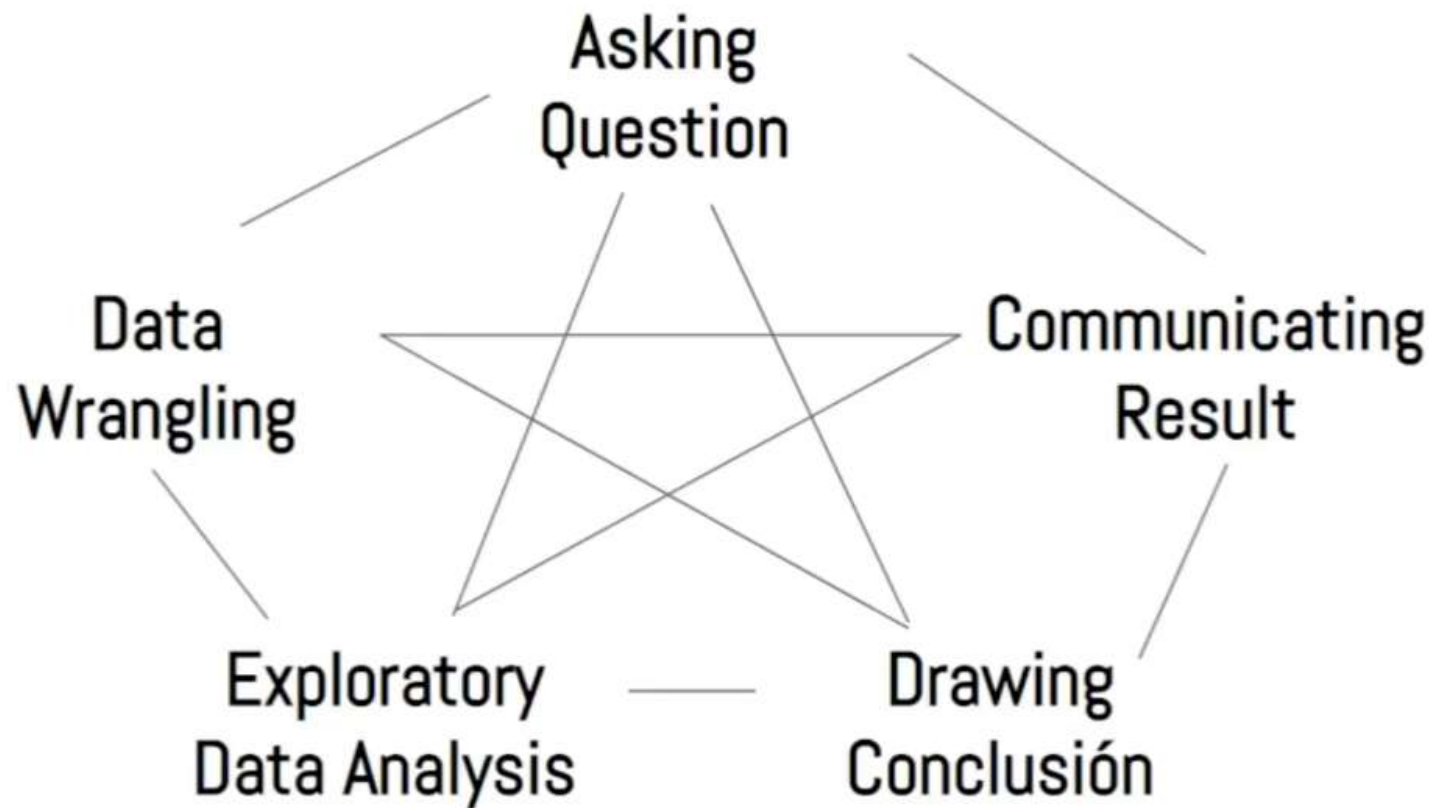 Asking
Question
Data
Wrangling
Communicating
Result
Exploratory
Data Analysis
Drawing
Conclusión